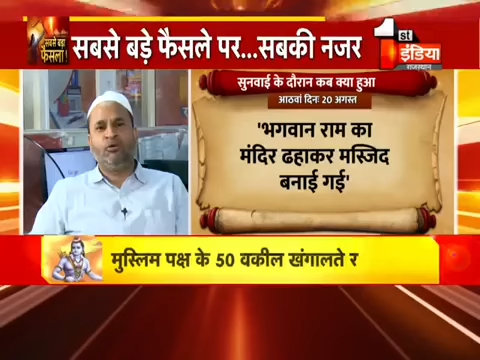 सबसे बड़ा
फैसला!
सबसे बड़े फैसले पर...सबकी नजर
1st
इंडिया
राजस्थान
सुनवाई के दौरान कब क्या हुआ
आठवां दिनः 20 अगस्त
'भगवान राम का
मंदिर ढहाकर मस्जिद
बनाई गई'
मुस्लिम पक्ष के 50 वकील खंगालते र